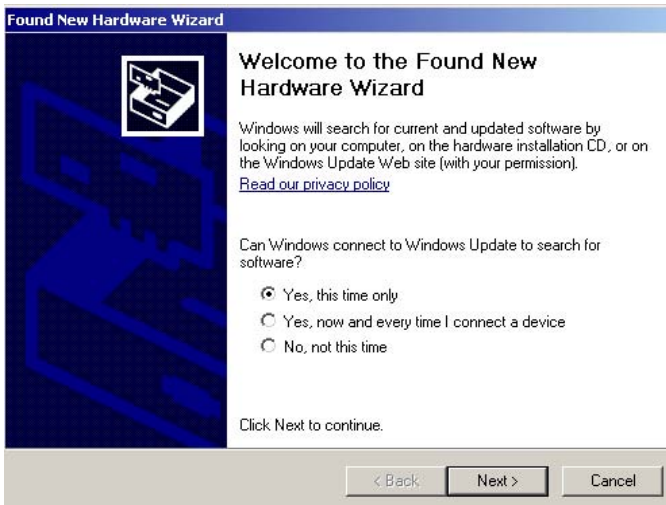 Found New Hardware Wizard
Welcome to the Found New
Hardware Wizard
Windows will search for current and updated software by
looking on your computer, on the hardware installation CD, or on
the Windows Update Web site (with your permission).
Read our privacy policy
Can Windows connect to Windows Update to search for
software?
Yes, this time only
Yes, now and every time I connect a device
No, not this time
Click Next to continue.
< Back
Next >
Cancel